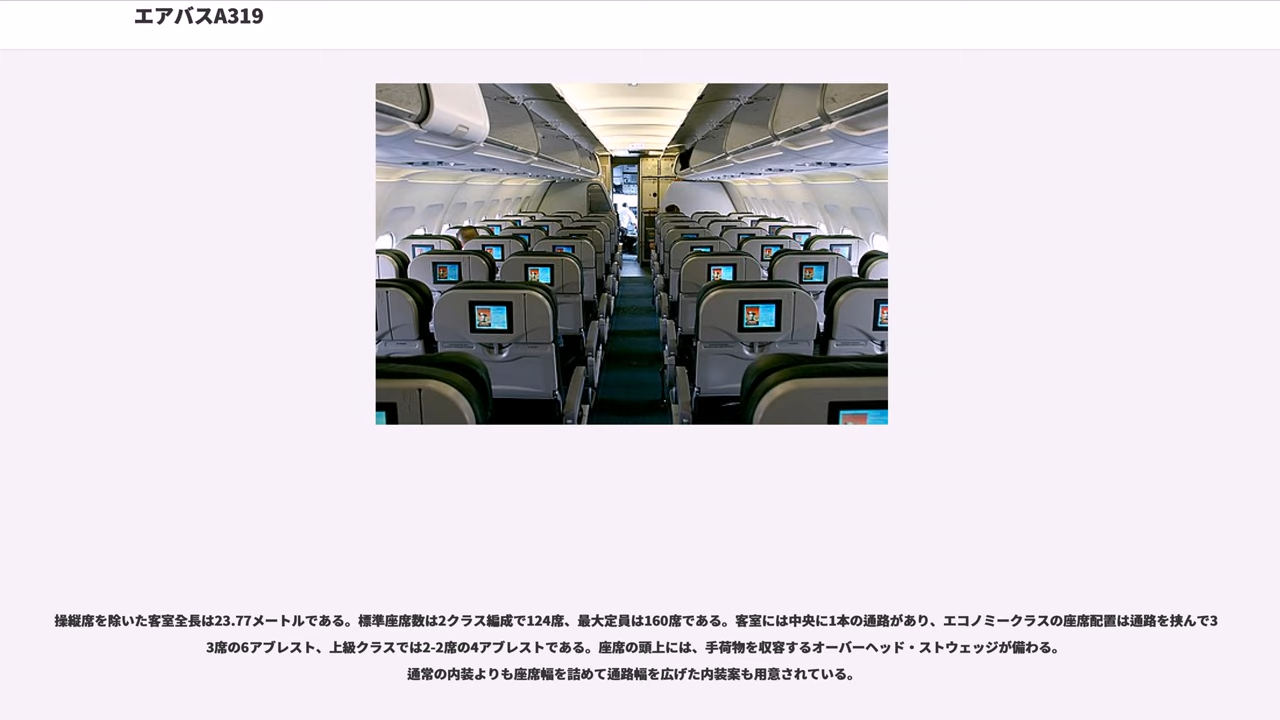 エアバスA319
操縦席を除いた客室全長は23.77メートルである。標準座席数は2クラス編成で124席、最大定員は160席である。客室には中央に1本の通路があり、エコノミークラスの座席配置は通路を挟んで3
3席の6アブレスト、上級クラスでは2-2席の4アブレストである。座席の頭上には、手荷物を収容するオーバーヘッド・ストウェッジが備わる。
通常の内装よりも座席幅を詰めて通路幅を広げた内装案も用意されている。